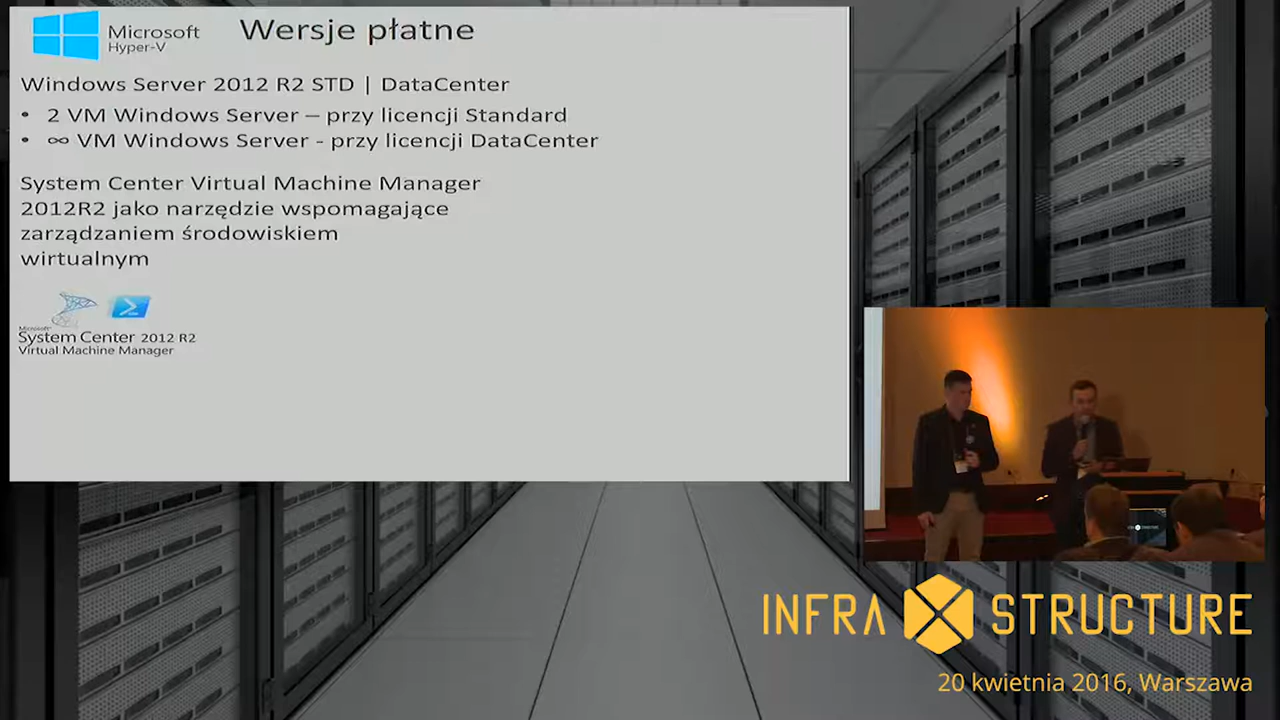 Microsoft
Hyper-V
Wersje płatne
Windows Server 2012 R2 STD | DataCenter
• 2 VM Windows Server – przy licencji Standard
• ∞ VM Windows Server - przy licencji DataCenter
System Center Virtual Machine Manager
2012R2 jako narzędzie wspomagające
zarządzaniem środowiskiem
wirtualnym
Microsoft
System Center 2012 R2
Virtual Machine Manager
INFRA STRUCTURE
20 kwietnia 2016, Warszawa